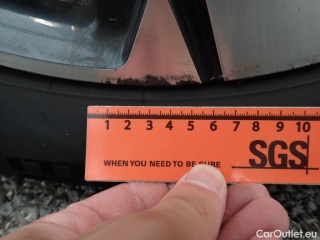 1 2 3 4 5 6 7 8 9 10
WHEN YOU NEED TO BE SURE SGS
CarOutlet.eu